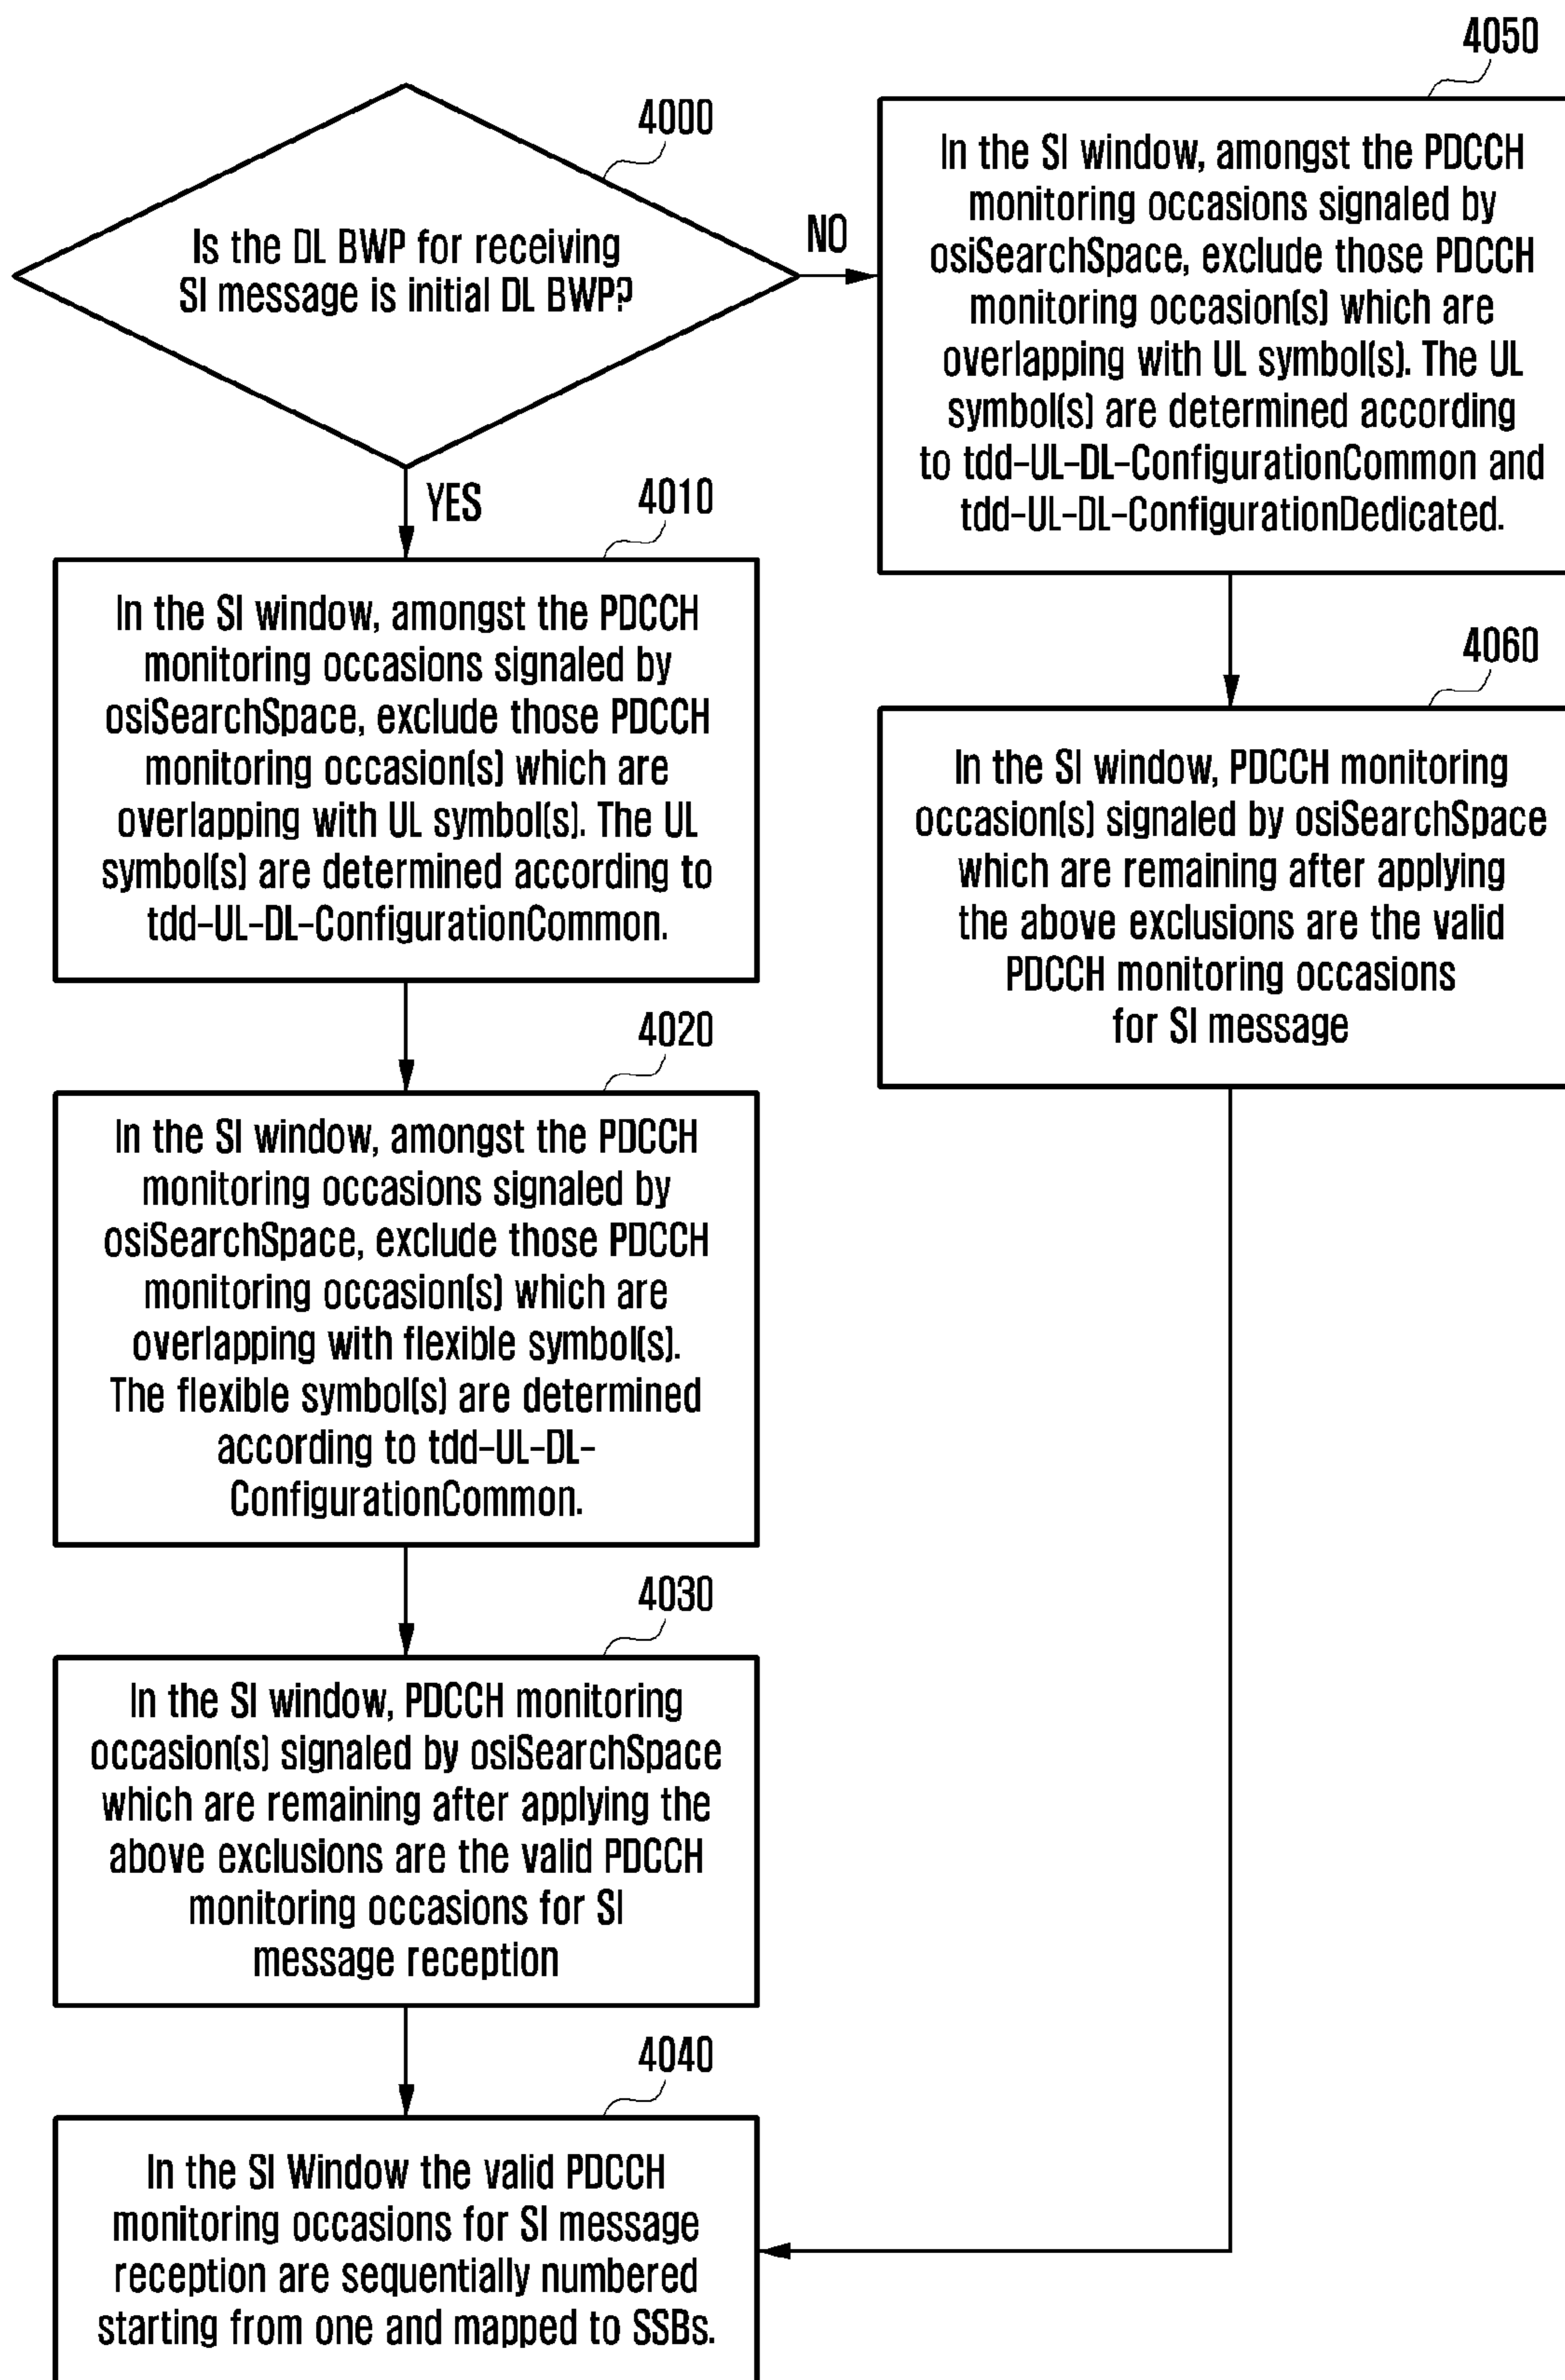 4000
Is the DL BWP for receiving
SI message is initial DL BWP?
NO
YES
4010
In the SI window, amongst the PDCCH
monitoring occasions signaled by
osiSearchSpace, exclude those PDCCH
monitoring occasion(s) which are
overlapping with UL symbol(s). The UL
symbol(s) are determined according to
tdd-UL-DL-ConfigurationCommon.
4020
In the SI window, amongst the PDCCH
monitoring occasions signaled by
osiSearchSpace, exclude those PDCCH
monitoring occasion(s) which are
overlapping with flexible symbol(s).
The flexible symbol(s) are determined
according to tdd-UL-DL-
ConfigurationCommon.
4030
In the SI window, PDCCH monitoring
occasion(s) signaled by osiSearchSpace
which are remaining after applying the
above exclusions are the valid PDCCH
monitoring occasions for SI
message reception
4040
In the SI Window the valid PDCCH
monitoring occasions for SI message
reception are sequentially numbered
starting from one and mapped to SSBs.
4050
In the SI window, amongst the PDCCH
monitoring occasions signaled by
osiSearchSpace, exclude those PDCCH
monitoring occasion(s) which are
overlapping with UL symbol(s). The UL
symbol(s) are determined according
to tdd-UL-DL-ConfigurationCommon and
tdd-UL-DL-ConfigurationDedicated.
4060
In the SI window, PDCCH monitoring
occasion(s) signaled by osiSearchSpace
which are remaining after applying
the above exclusions are the valid
PDCCH monitoring occasions
for SI message